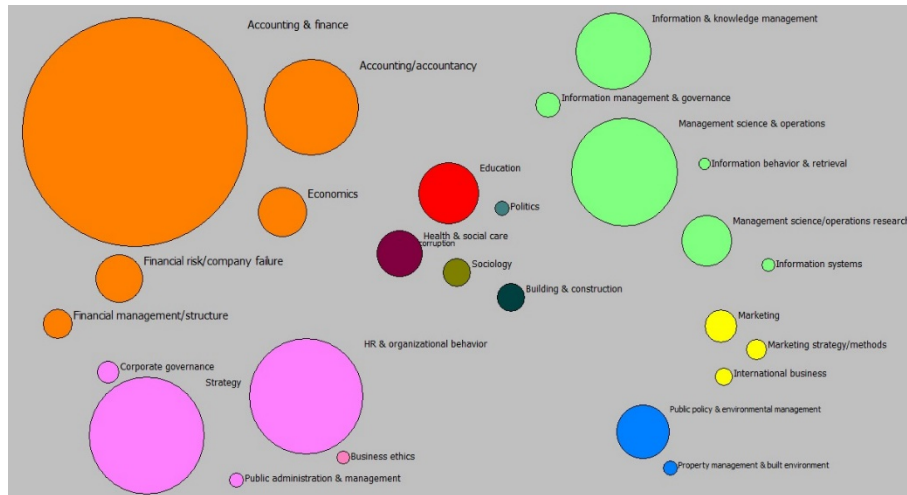 Accounting & finance
Information & knowledge management
Accounting/accountancy
Information management & governance
Management science & operations
Information behavior & retrieval
Education
Economics
Politics
Management science/operations research
Health & social care
corruption
Financial risk/company failure
Sociology
Information systems
Building & construction
Financial management/structure
Marketing
HR & organizational behavior
Marketing strategy/methods
Corporate governance
International business
Strategy
Public policy & environmental management
Business ethics
Property management & built environment
Public administration & management